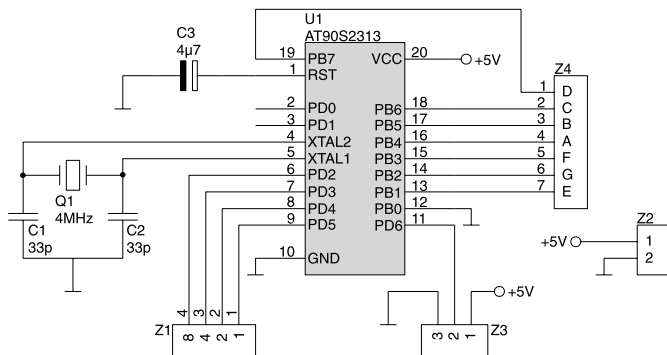 U1
AT90S2313
C3
4µ7
19 PB7 VCC 20 +5V
1 RST
Z4
1 D
2 PD0 PB6 18 2 C
3 PD1 PB5 17 3 B
4 XTAL2 PB4 16 4 A
5 XTAL1 PB3 15 5 F
6 PD2 PB2 14 6 G
7 PD3 PB1 13 7 E
8 PD4 PB0 12
9 PD5 PD6 11
10 GND
Q1
4MHz
C1
33p
C2
33p
Z2
+5V 1
2
+5V
Z1
4 3 2 1
8 4 2 1
3 2 1
Z3